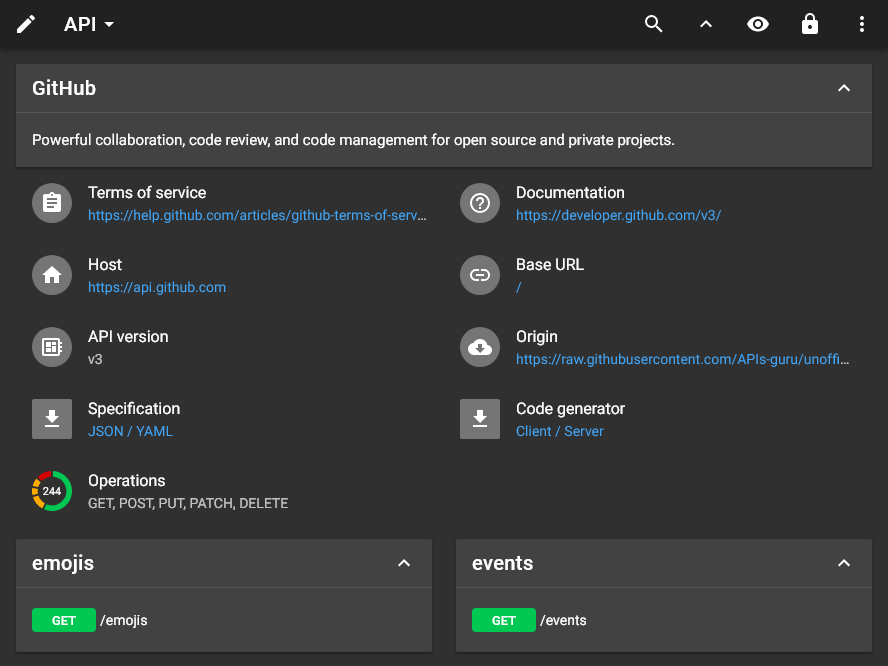 API
GitHub
Powerful collaboration, code review, and code management for open source and private projects.
Terms of service
https://help.github.com/articles/github-terms-of-serv...
Documentation
https://developer.github.com/v3/
Host
https://api.github.com
Base URL
/
API version
v3
Origin
https://raw.githubusercontent.com/APIs-guru/unoffi...
Specification
JSON / YAML
Code generator
Client / Server
244
Operations
GET, POST, PUT, PATCH, DELETE
emojis
GET /emojis
events
GET /events